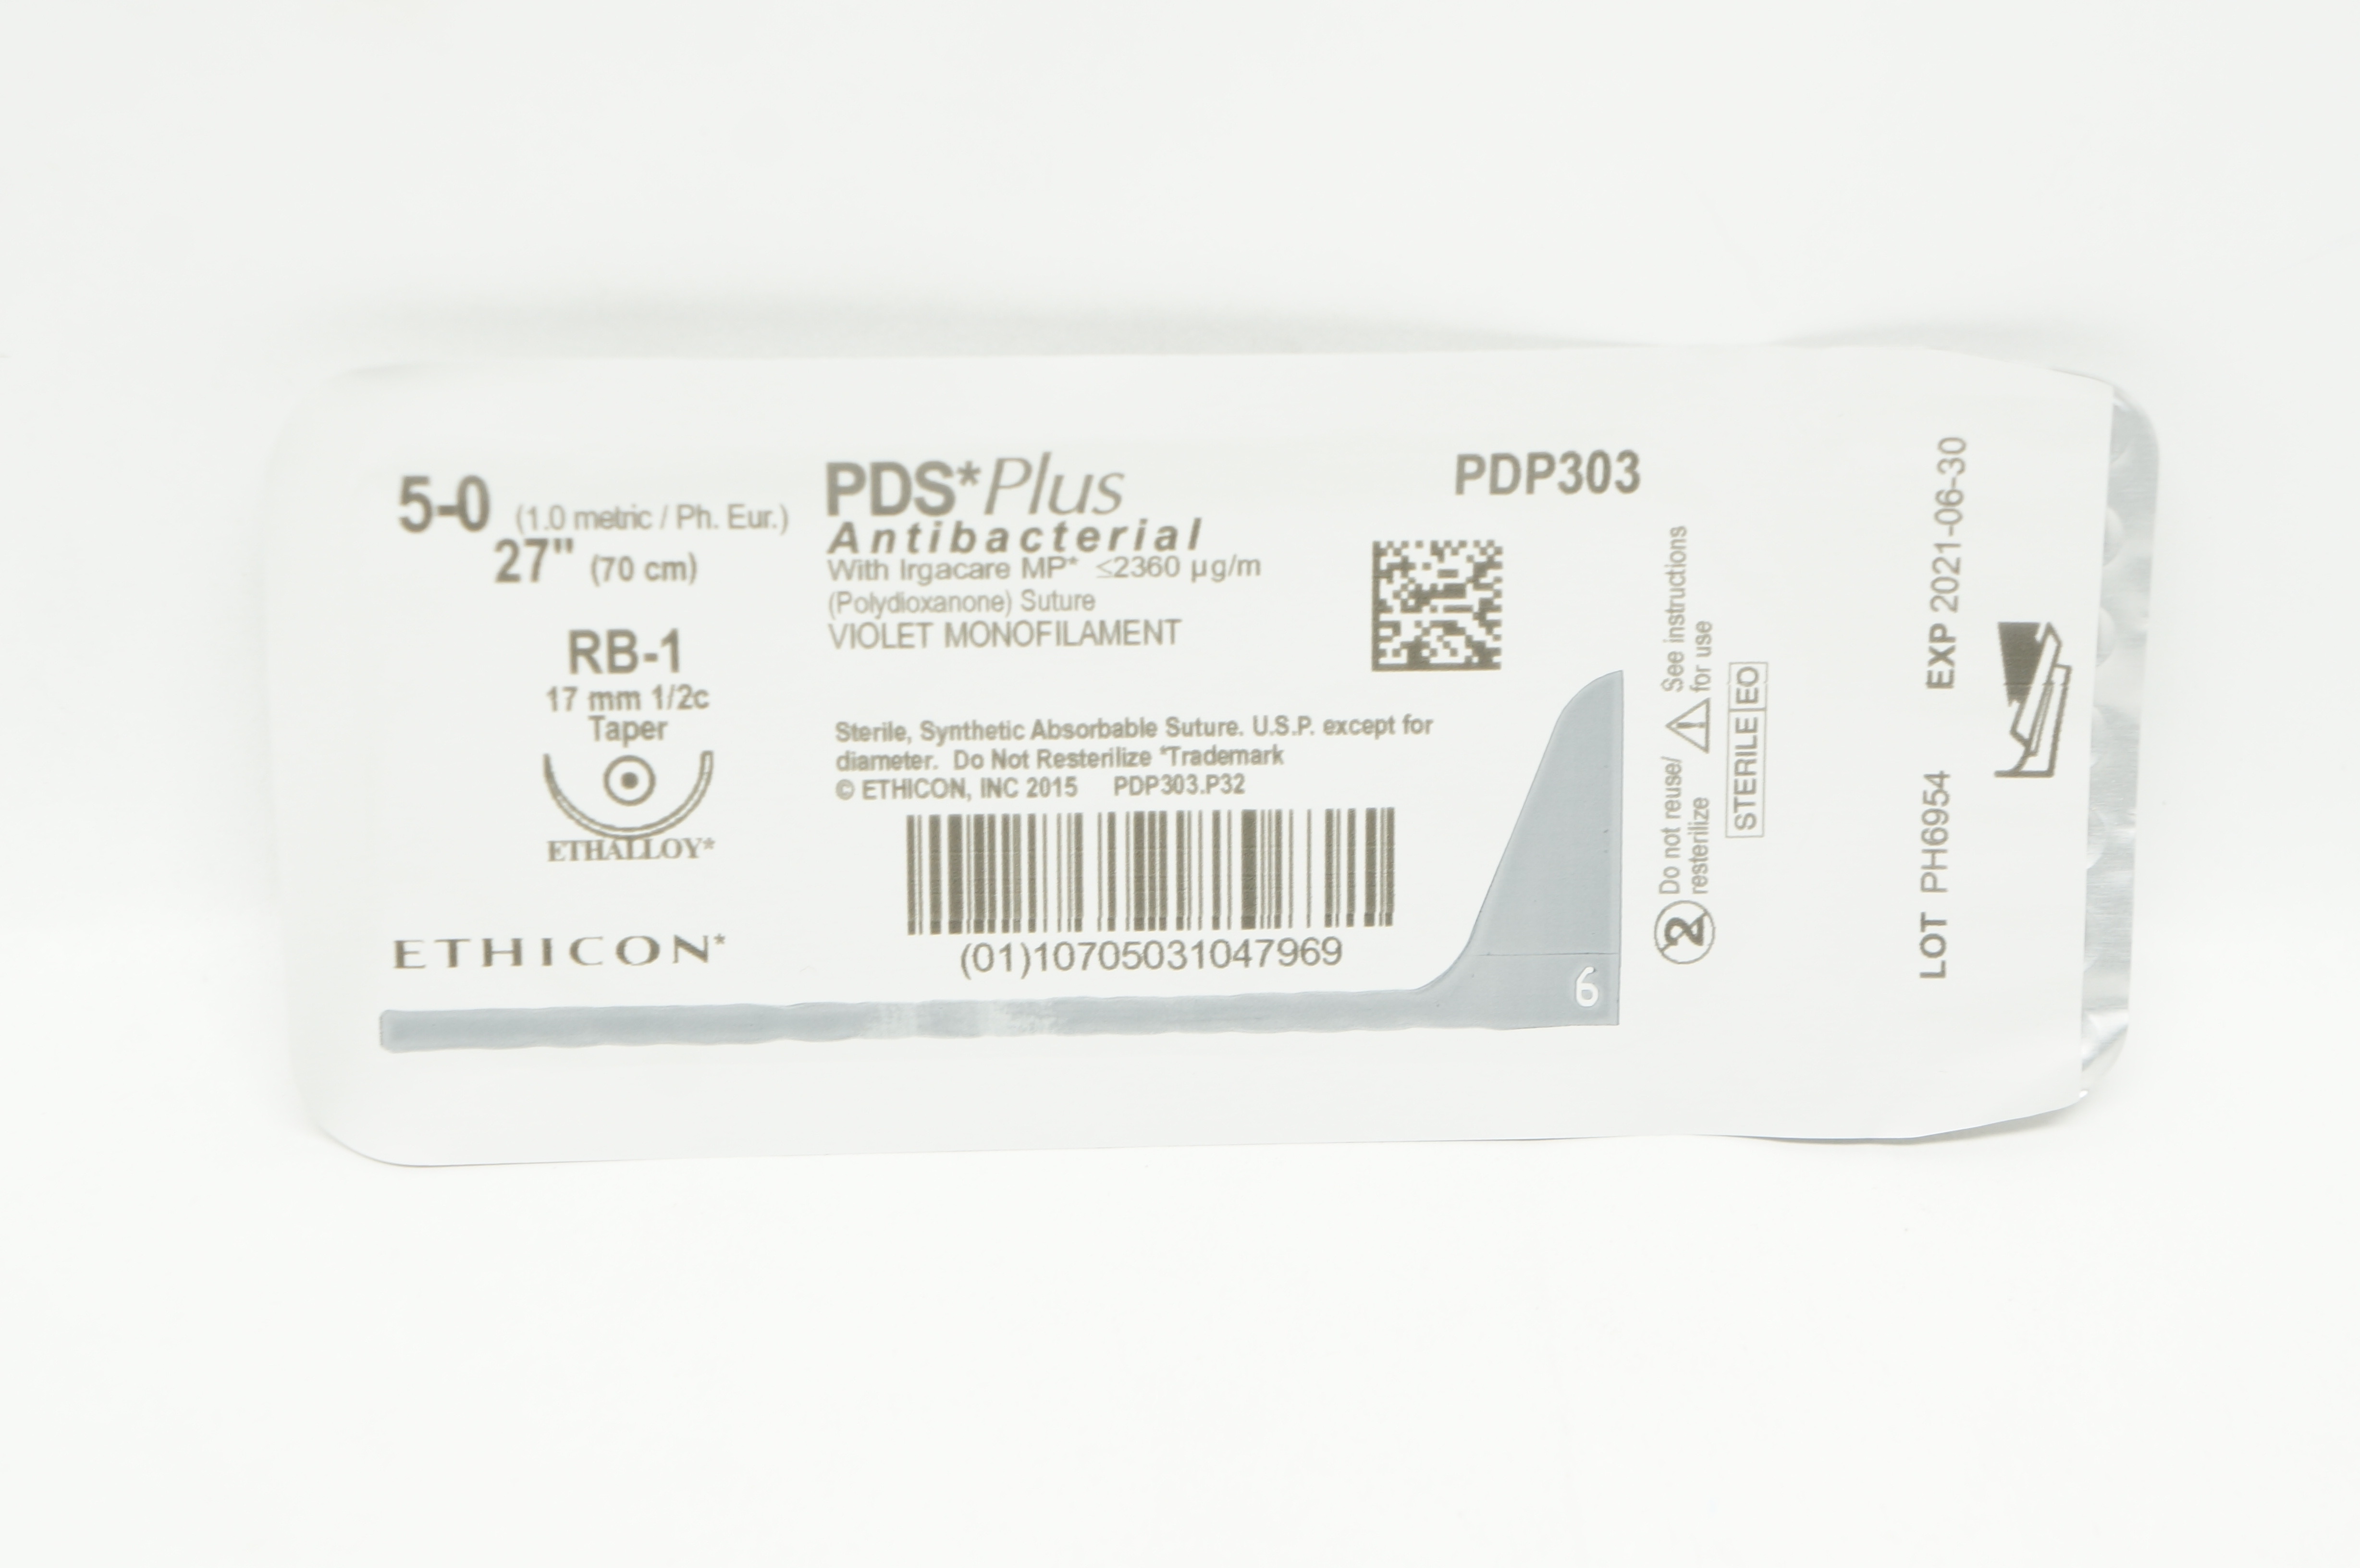 5-0 (1.0 metric / Ph. Eur.)
27" (70 cm)
RB-1
17 mm 1/2c
Taper
ETHALLOY*
ETHICON*
PDS*Plus
Antibacterial
With Irgacare MP* ≤2360 µg/m
(Polydioxanone) Suture
VIOLET MONOFILAMENT
Sterile, Synthetic Absorbable Suture. U.S.P. except for
diameter. Do Not Resterilize *Trademark
© ETHICON, INC 2015 PDP303.P32
(01)10705031047969
PDP303
6
2 Do not reuse/
resterilize
! See instructions
for use
STERILE EO
LOT PH6954 EXP 2021-06-30